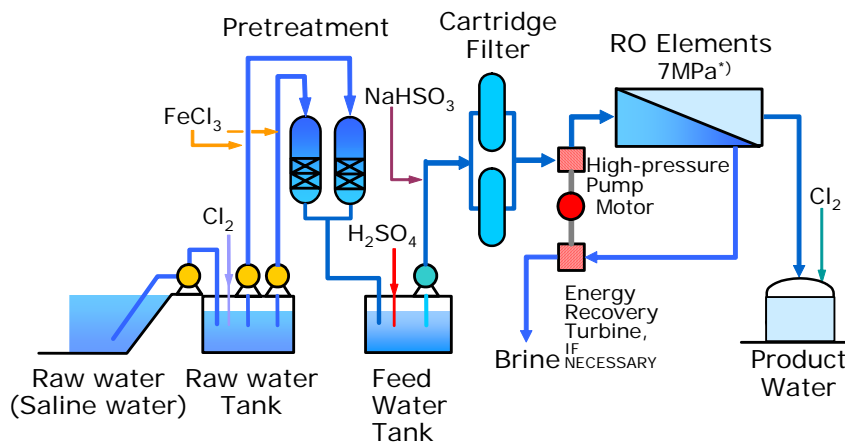 Pretreatment
Cartridge
Filter
RO Elements
7MPa*)
NaHSO3
FeCl3
High-pressure
Pump
Motor
Cl2
H2SO4
Cl2
Energy
Recovery
Turbine,
IF
NECESSARY
Brine
Raw water
(Saline water)
Raw water
Tank
Feed
Water
Tank
Product
Water